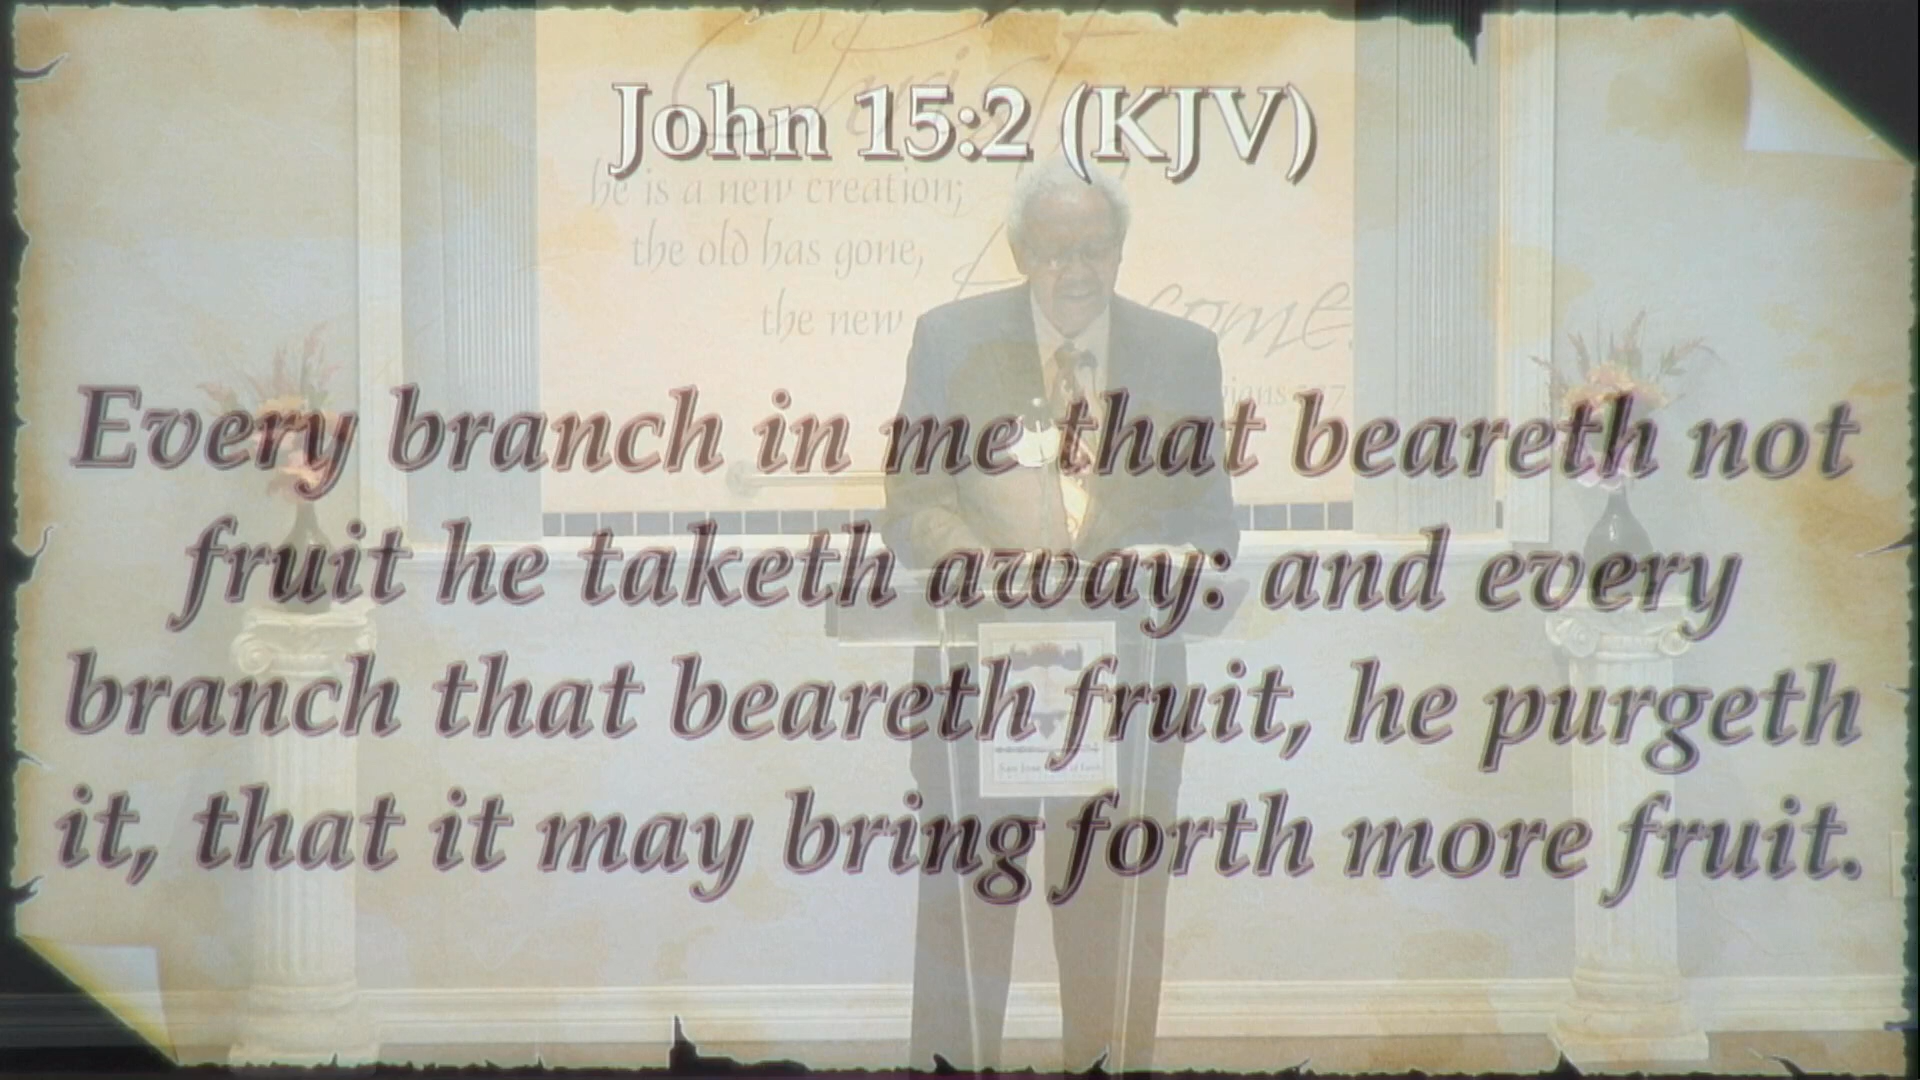 John 15:2 (KJV)
Christ
he is a new creation;
the old has gone,
the new come.
Every branch in me that beareth not
fruit he taketh away: and every
branch that beareth fruit, he purgeth
it, that it may bring forth more fruit.